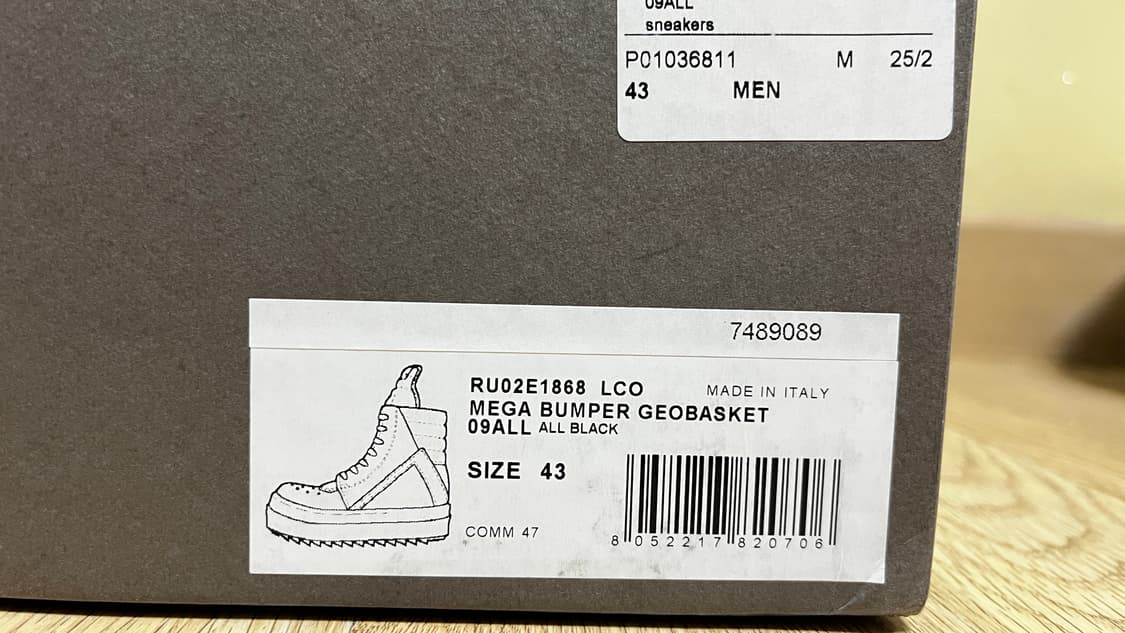 09ALL
sneakers
P01036811 M 25/2
43 MEN
7489089
RU02E1868 LCO MADE IN ITALY
MEGA BUMPER GEOBASKET
09ALL ALL BLACK
SIZE 43
COMM 47
8 052217 820706